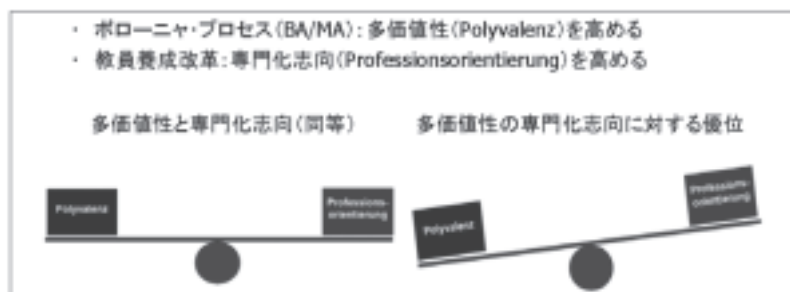 ・ ボローニャ・プロセス(BA/MA): 多価値性(Polyvalenz)を高める
・ 教員養成改革: 専門化志向(Professionsorientierung)を高める
多価値性と専門化志向(同等)
多価値性の専門化志向に対する優位
Polyvalenz
Professions-
orientierung
Polyvalenz
Professions-
orientierung